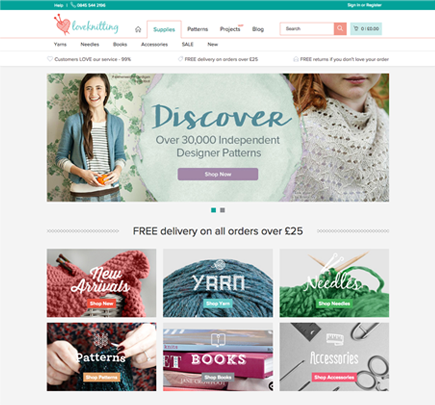 Help
0845 544 2196
Sign In or Register
loveknitting
Supplies
Patterns
Projects
Blog
Search
0 | £0.00
Yarns
Needles
Books
Accessories
SALE
New
Customers LOVE our service - 99%
FREE delivery on orders over £25
FREE returns if you don't love your order
Discover
Over 30,000 Independent
Designer Patterns
Shop Now
FREE delivery on all orders over £25
New
Arrivals
Shop New
YARN
Shop Yarn
Needles
Shop Needles
Patterns
Shop Patterns
BOOKS
Shop Books
Accessories
Shop Accessories